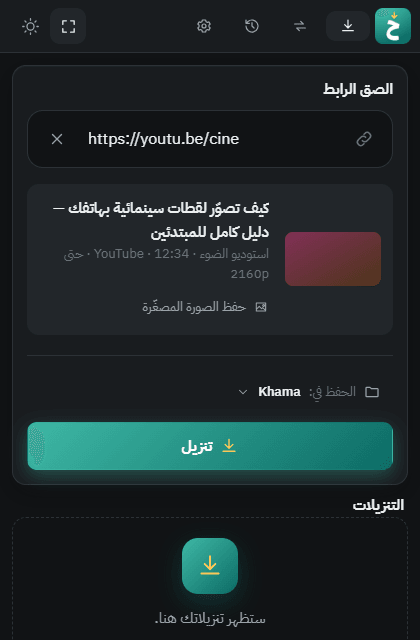 ح
الصق الرابط
https://youtu.be/cine
كيف تصوّر لقطات سينمائية بهاتفك —
دليل كامل للمبتدئين
استوديو الضوء · 12:34 · YouTube · حتى
2160p
حفظ الصورة المصغّرة
الحفظ في: Khama
تنزيل
التنزيلات
ستظهر تنزيلاتك هنا.